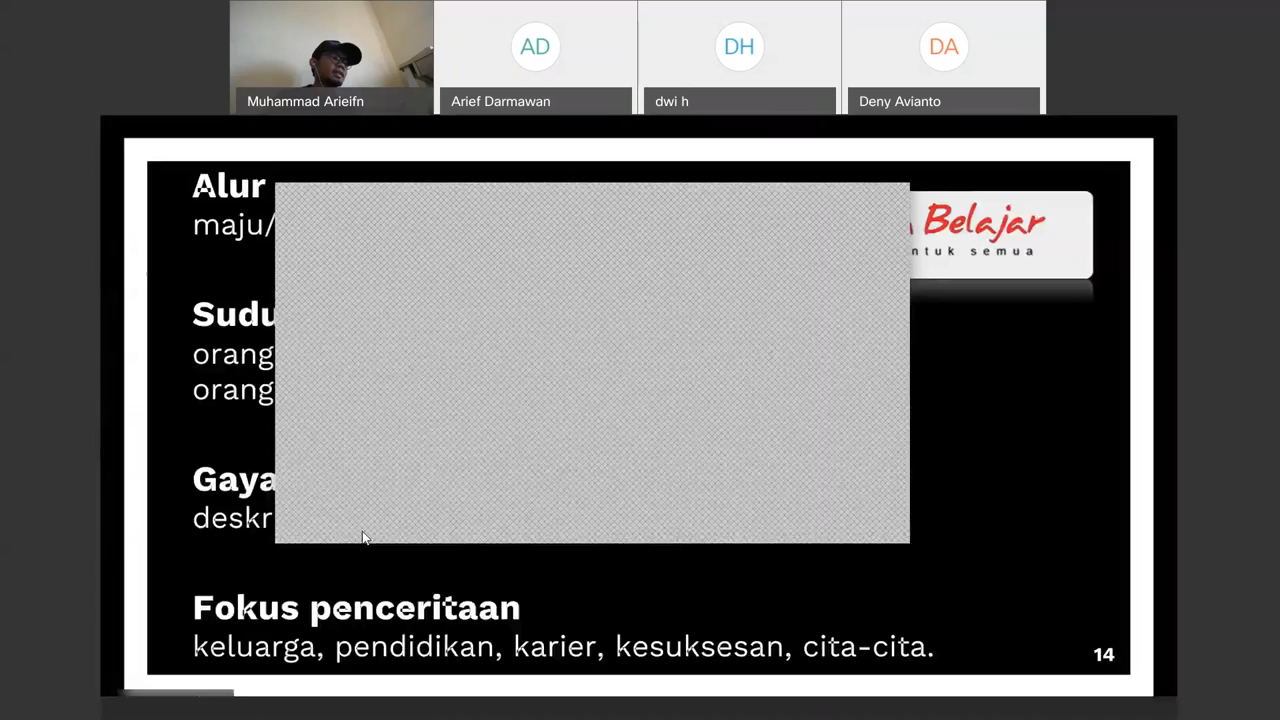 AD
DH
DA
Muhammad Arieifn
Arief Darmawan
dwi h
Deny Avianto
Alur
maju/
Belajar
Sudu
orang
orang
Gaya
deskr
Fokus penceritaan
keluarga, pendidikan, karier, kesuksesan, cita-cita.
14
semua